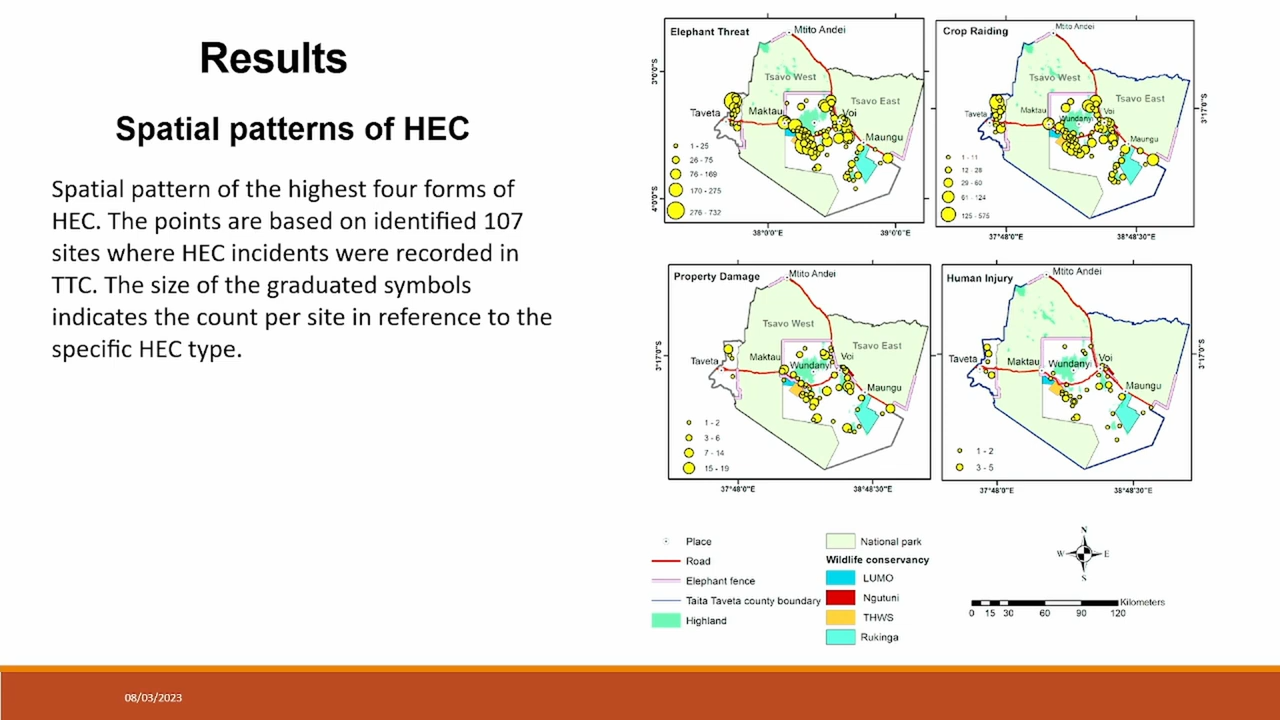 Results
Spatial patterns of HEC
Spatial pattern of the highest four forms of
HEC. The points are based on identified 107
sites where HEC incidents were recorded in
TTC. The size of the graduated symbols
indicates the count per site in reference to the
specific HEC type.
Elephant Threat
Mtito Andei
Tsavo West
Tsavo East
Taveta
Maktau
Voi
Maungu
1 - 25
26 - 75
76 - 169
170 - 275
276 - 732
3°0'0"S
4°0'0"S
38°0'0"E
39°0'0"E
Crop Raiding
Mtito Andei
Tsavo West
Tsavo East
Taveta
Maktau
Wundanyi
Voi
Maungu
1 - 11
12 - 28
29 - 60
61 - 124
125 - 575
3°17'0"S
37°48'0"E
38°48'30"E
Property Damage
Mtito Andei
Tsavo West
Tsavo East
Taveta
Maktau
Wundanyi
Voi
Maungu
1 - 2
3 - 6
7 - 14
15 - 19
3°17'0"S
37°48'0"E
38°48'30"E
Human Injury
Mtito Andei
Taveta
Maktau
Wundanyi
Voi
Maungu
1 - 2
3 - 5
3°17'0"S
37°48'0"E
38°48'30"E
Place
Road
Elephant fence
Taita Taveta county boundary
Highland
National park
Wildlife conservancy
LUMO
Ngutuni
THWS
Rukinga
N
W E
S
Kilometers
0 15 30 60 90 120
08/03/2023